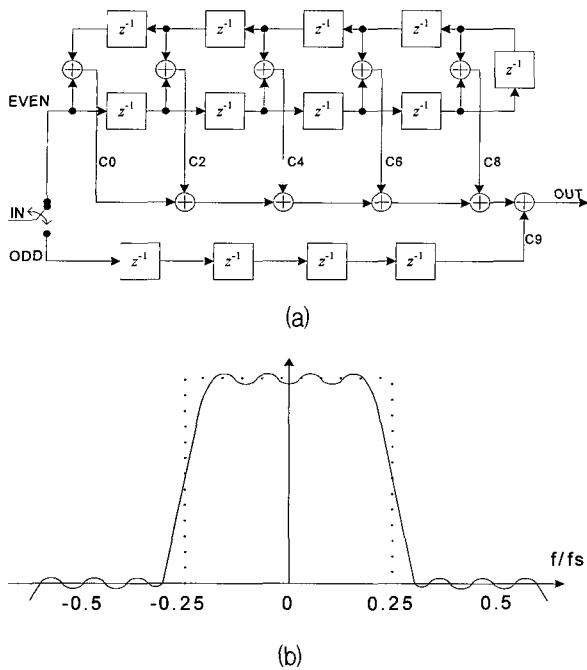 z⁻¹ z⁻¹ z⁻¹ z⁻¹
z⁻¹
EVEN
z⁻¹ z⁻¹ z⁻¹ z⁻¹
C0 C2 C4 C6 C8
IN
OUT
ODD
C9
z⁻¹ z⁻¹ z⁻¹ z⁻¹
(a)
f/fs
-0.5 -0.25 0 0.25 0.5
(b)